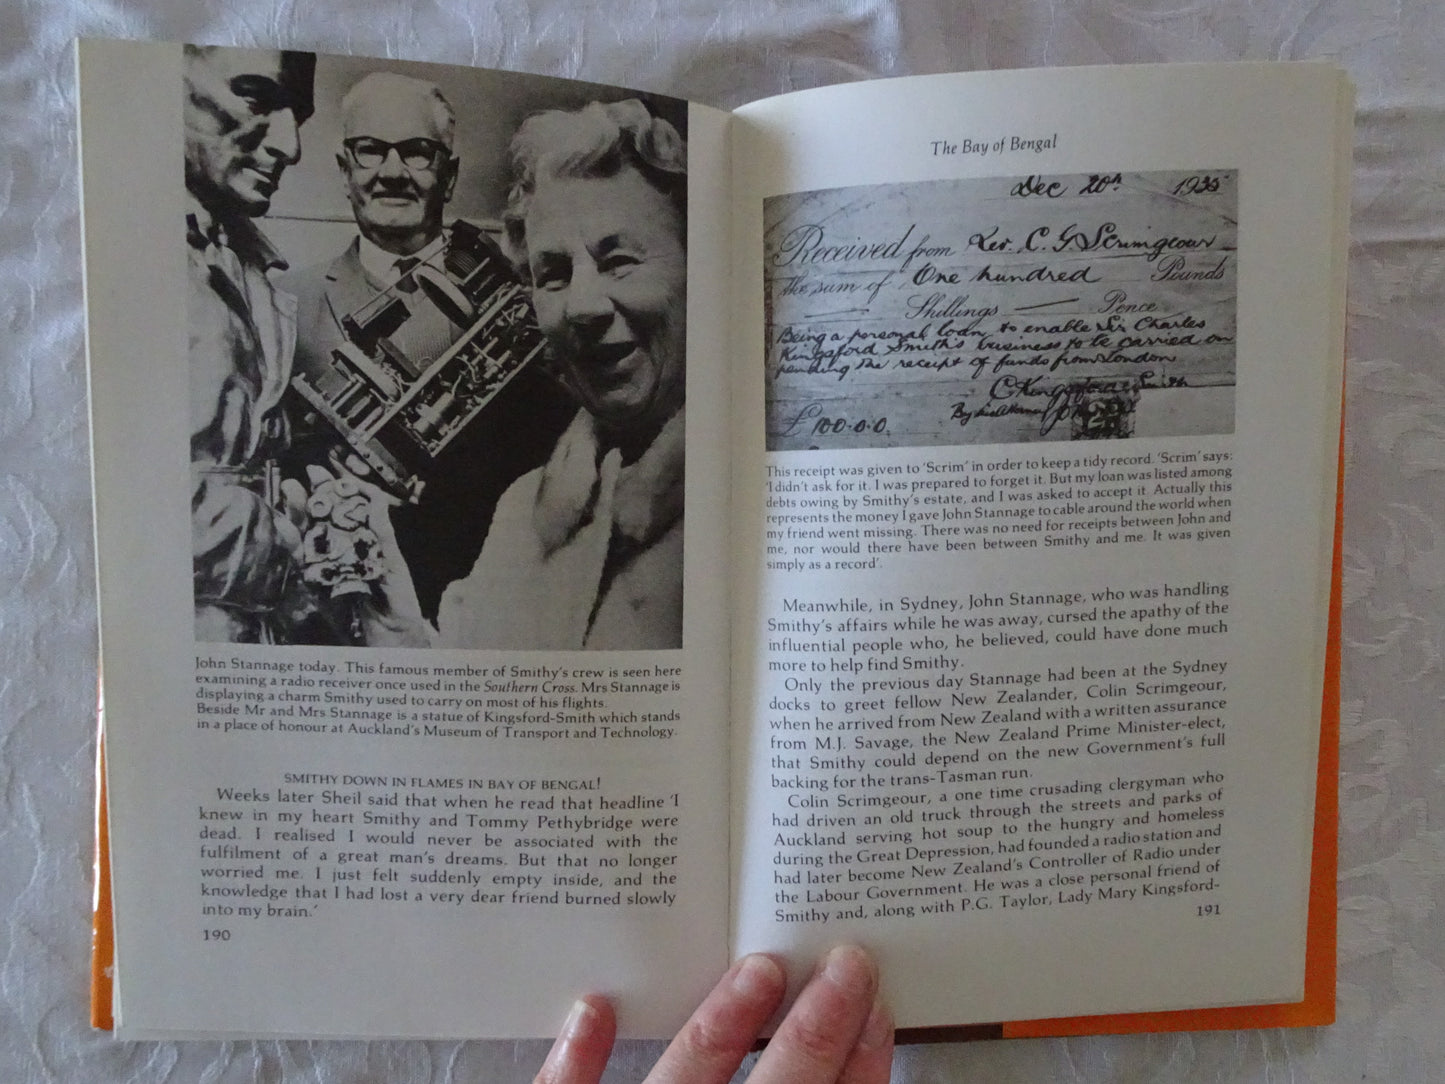 John Stannage today. This famous member of Smithy's crew is seen here
examining a radio receiver once used in the Southern Cross. Mrs Stannage is
displaying a charm Smithy used to carry on most of his flights.
Beside Mr and Mrs Stannage is a statue of Kingsford-Smith which stands
in a place of honour at Auckland's Museum of Transport and Technology.
SMITHY DOWN IN FLAMES IN BAY OF BENGAL!
Weeks later Sheil said that when he read that headline 'I
knew in my heart Smithy and Tommy Pethybridge were
dead. I realised I would never be associated with the
fulfilment of a great man's dreams. But that no longer
worried me. I just felt suddenly empty inside, and the
knowledge that I had lost a very dear friend burned slowly
into my brain.'
190
The Bay of Bengal
Dec 20th 1935
Received from Rev. C. G. Scrimgeour
the sum of One hundred Pounds
Shillings — Pence
Being a personal loan to enable Sir Charles
Kingsford Smith's business to be carried on
pending the receipt of funds from London
C Kingsford Smith
By his Attorney
£ 100.0.0
This receipt was given to 'Scrim' in order to keep a tidy record. 'Scrim' says:
'I didn't ask for it. I was prepared to forget it. But my loan was listed among
debts owing by Smithy's estate, and I was asked to accept it. Actually this
represents the money I gave John Stannage to cable around the world when
my friend went missing. There was no need for receipts between John and
me, nor would there have been between Smithy and me. It was given
simply as a record'.
Meanwhile, in Sydney, John Stannage, who was handling
Smithy's affairs while he was away, cursed the apathy of the
influential people who, he believed, could have done much
more to help find Smithy.
Only the previous day Stannage had been at the Sydney
docks to greet fellow New Zealander, Colin Scrimgeour,
when he arrived from New Zealand with a written assurance
from M.J. Savage, the New Zealand Prime Minister-elect,
that Smithy could depend on the new Government's full
backing for the trans-Tasman run.
Colin Scrimgeour, a one time crusading clergyman who
had driven an old truck through the streets and parks of
Auckland serving hot soup to the hungry and homeless
during the Great Depression, had founded a radio station and
had later become New Zealand's Controller of Radio under
the Labour Government. He was a close personal friend of
Smithy and, along with P.G. Taylor, Lady Mary Kingsford-
191